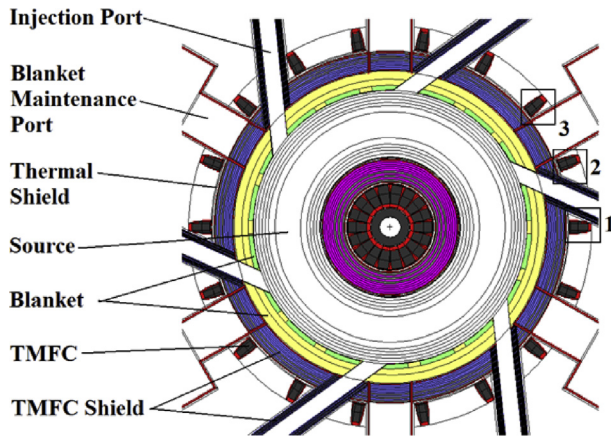 Injection Port
Blanket
Maintenance
Port
Thermal
Shield
Source
Blanket
TMFC
TMFC Shield
3
2
1